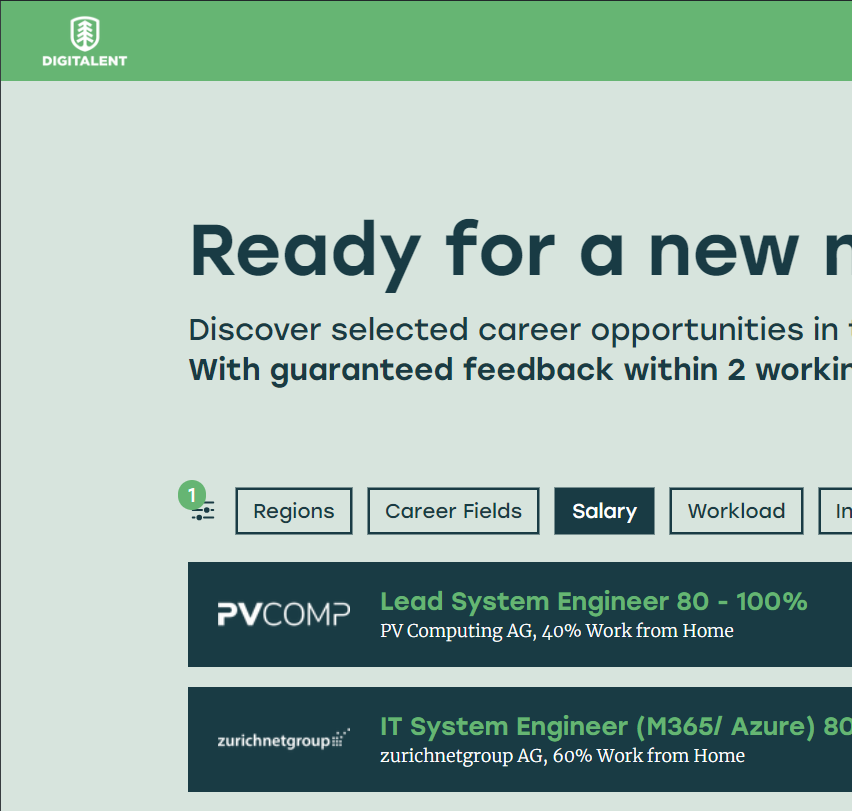 DIGITALENT
Ready for a new
Discover selected career opportunities in
With guaranteed feedback within 2
1
Regions
Career Fields
Salary
Workload
PVCOMP
Lead System Engineer 80 - 100%
PV Computing AG, 40% Work from Home
zurichnetgroup
IT System Engineer (M365/ Azure) 80
zurichnetgroup AG, 60% Work from Home